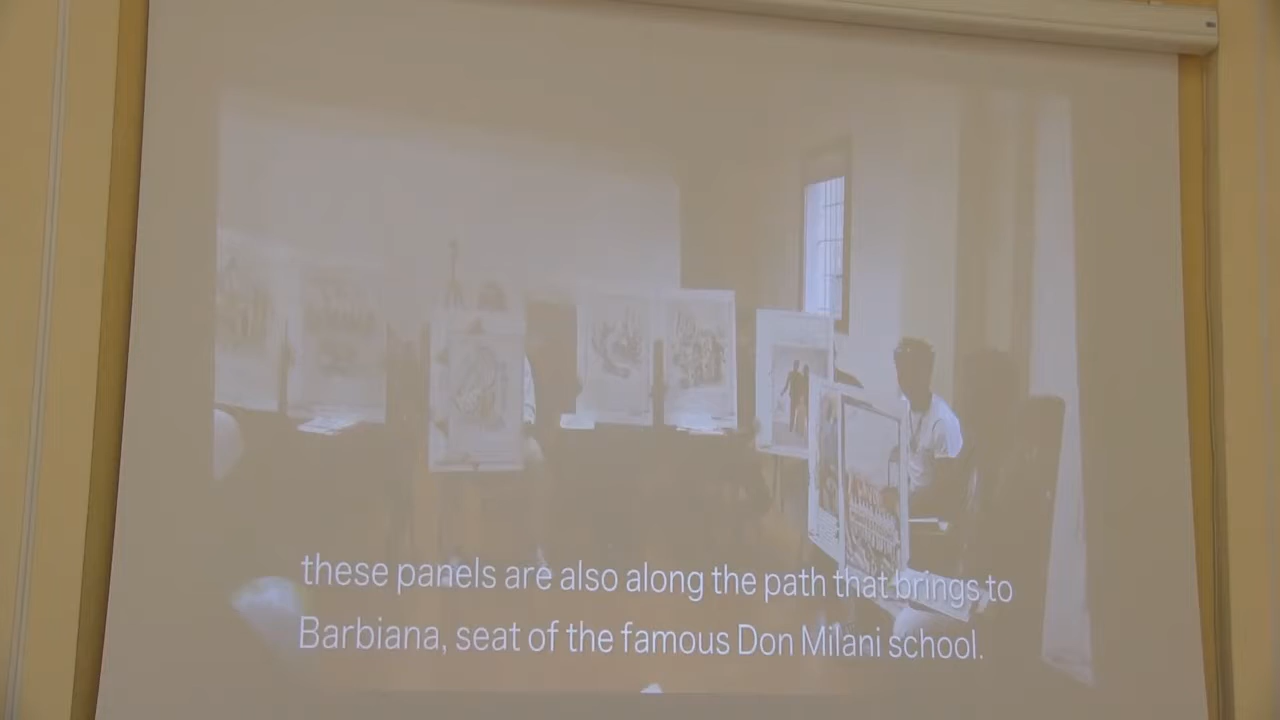 these panels are also along the path that brings to
Barbiana, seat of the famous Don Milani school.